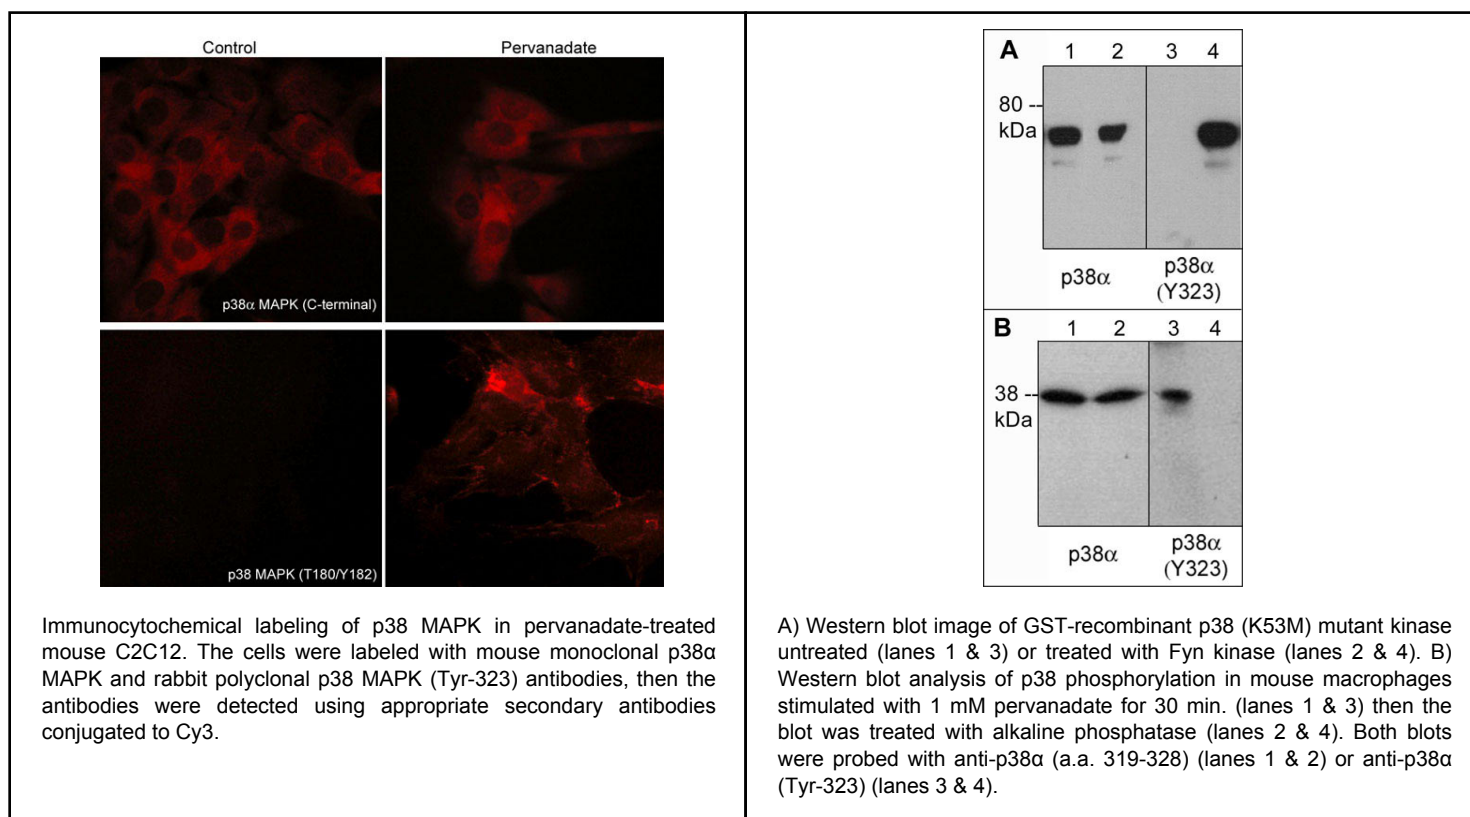 Control
Pervanadate
p38α MAPK (C-terminal)
p38 MAPK (T180/Y182)
Immunocytochemical labeling of p38 MAPK in pervanadate-treated
mouse C2C12. The cells were labeled with mouse monoclonal p38α
MAPK and rabbit polyclonal p38 MAPK (Tyr-323) antibodies, then the
antibodies were detected using appropriate secondary antibodies
conjugated to Cy3.
A 1 2 3 4
80 --
kDa
p38α
p38α
(Y323)
B 1 2 3 4
38 --
kDa
p38α
p38α
(Y323)
A) Western blot image of GST-recombinant p38 (K53M) mutant kinase
untreated (lanes 1 & 3) or treated with Fyn kinase (lanes 2 & 4). B)
Western blot analysis of p38 phosphorylation in mouse macrophages
stimulated with 1 mM pervanadate for 30 min. (lanes 1 & 3) then the
blot was treated with alkaline phosphatase (lanes 2 & 4). Both blots
were probed with anti-p38α (a.a. 319-328) (lanes 1 & 2) or anti-p38α
(Tyr-323) (lanes 3 & 4).